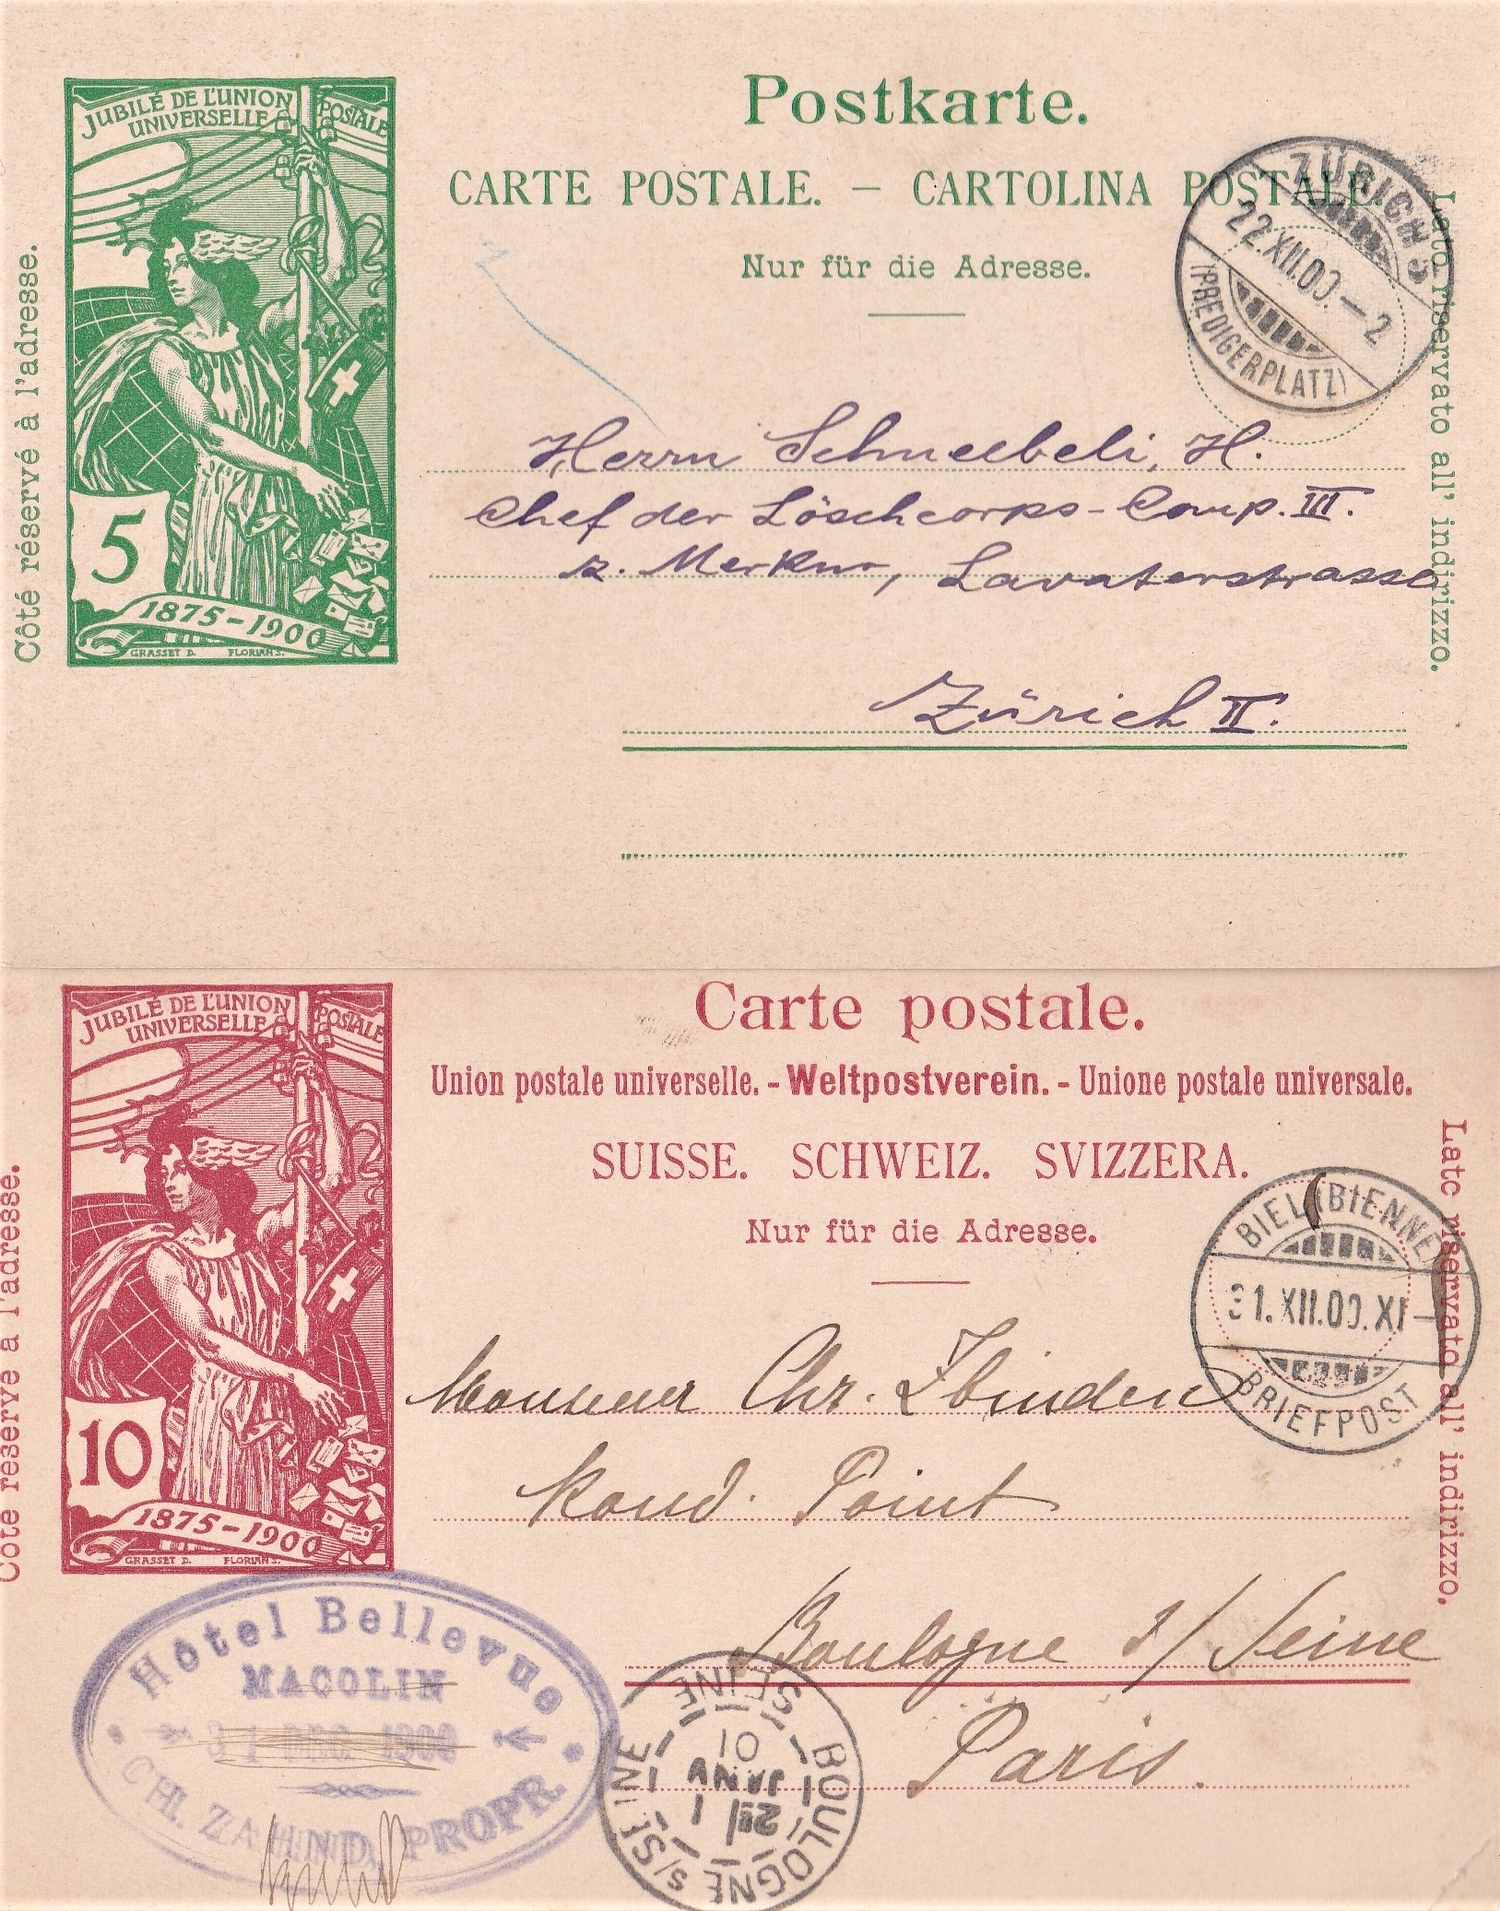 JUBILÉ DE L'UNION POSTALE
UNIVERSELLE
5
1875-1900
GRASSET D. FLORIAN S.
Côté réservé à l'adresse.
Postkarte.
CARTE POSTALE. — CARTOLINA POSTALE.
Nur für die Adresse.
ZÜRICH 5
22.XII.00.-2
(PREDIGERPLATZ)
Lato riservato all' indirizzo.
Herrn Schneebeli, H.
Chef der Löschcorps-Comp. III.
z. Merkur, Lavaterstrasse
Zürich II.
JUBILÉ DE L'UNION POSTALE
UNIVERSELLE
10
1875-1900
GRASSET D. FLORIAN S.
Côté réservé à l'adresse.
Carte postale.
Union postale universelle. - Weltpostverein. - Unione postale universale.
SUISSE. SCHWEIZ. SVIZZERA.
Nur für die Adresse.
BIEL (BIENNE)
31.XII.00.XI-
BRIEFPOST
Lato riservato all' indirizzo.
Monsieur Chr. Zbinden
Rond. Point
Boulogne s/ Seine
Paris.
Hôtel Bellevue
MACOLIN
31 DEC 1900
CH. ZAHND, PROPR.
BOULOGNE S/SEINE
SEINE
2E 1
JANV
01